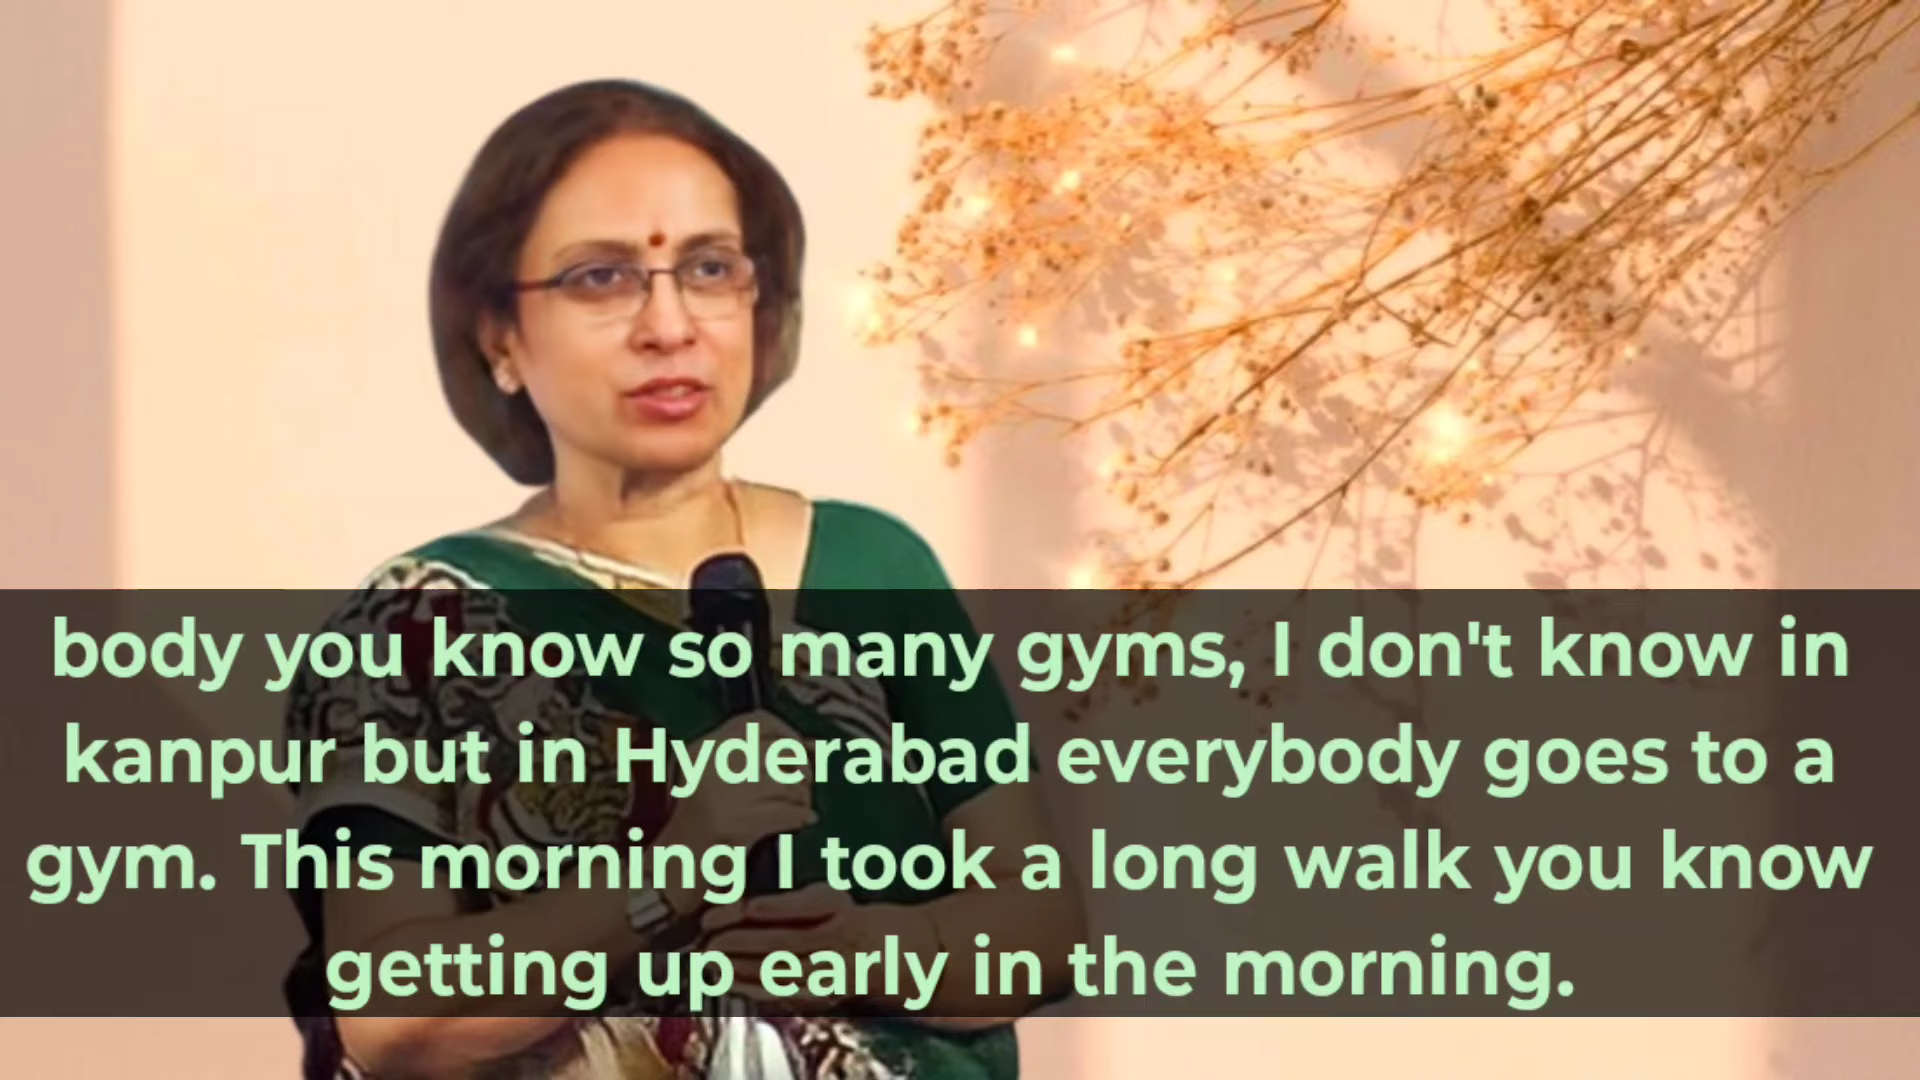 body you know so many gyms, I don't know in
kanpur but in Hyderabad everybody goes to a
gym. This morning I took a long walk you know
getting up early in the morning.